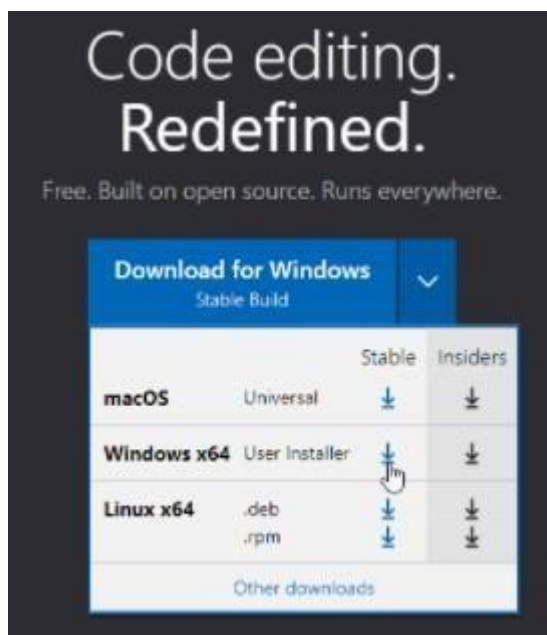 Code editing.
Redefined.
Free. Built on open source. Runs everywhere.
Download for Windows
Stable Build
Stable Insiders
macOS Universal
Windows x64 User Installer
Linux x64 .deb
.rpm
Other downloads